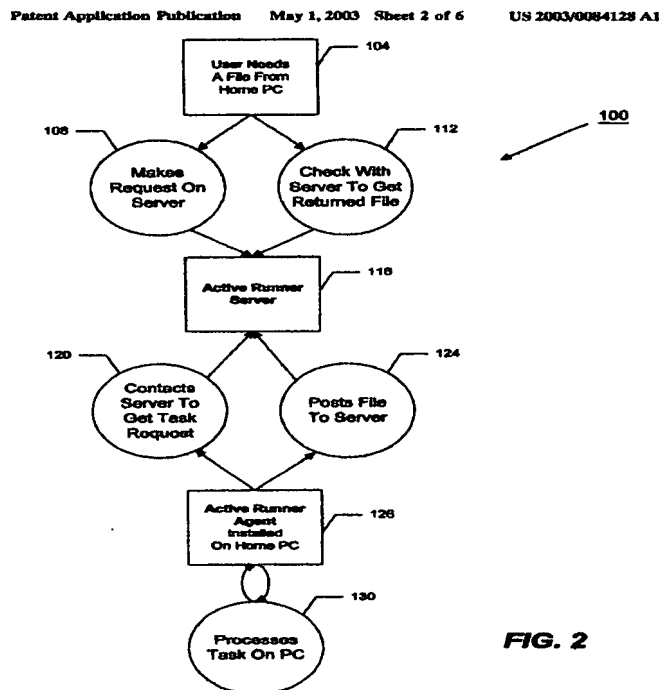 Patent Application Publication May 1, 2003 Sheet 2 of 6 US 2003/0084128 A1
104
User Needs
A File From
Home PC
100
108
112
Makes
Request On
Server
Check With
Server To Get
Returned File
116
Active Runner
Server
120
124
Contacts
Server To
Get Task
Request
Posts File
To Server
Active Runner
Agent
Installed
On Home PC
126
130
Processes
Task On PC
FIG. 2